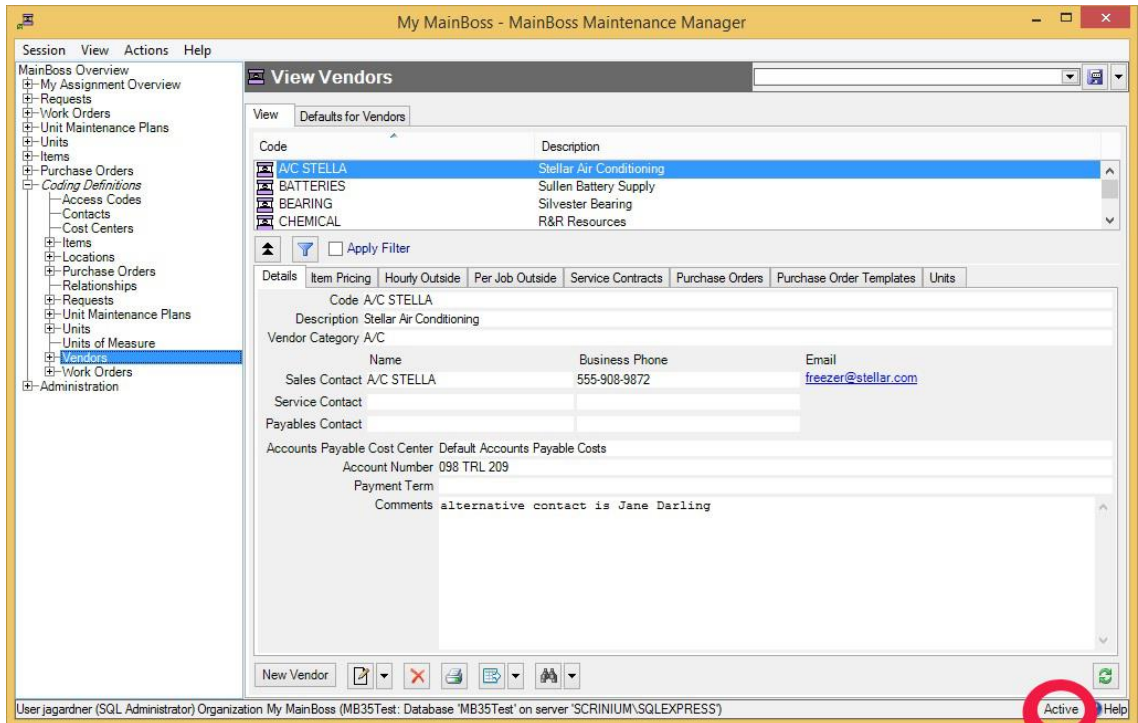 My MainBoss - MainBoss Maintenance Manager
Session View Actions Help
MainBoss Overview
My Assignment Overview
Requests
Work Orders
Unit Maintenance Plans
Units
Items
Purchase Orders
Coding Definitions
Access Codes
Contacts
Cost Centers
Items
Locations
Purchase Orders
Relationships
Requests
Unit Maintenance Plans
Units
Units of Measure
Vendors
Work Orders
Administration
View Vendors
View Defaults for Vendors
Code Description
A/C STELLA Stellar Air Conditioning
BATTERIES Sullen Battery Supply
BEARING Silvester Bearing
CHEMICAL R&R Resources
Apply Filter
Details Item Pricing Hourly Outside Per Job Outside Service Contracts Purchase Orders Purchase Order Templates Units
Code A/C STELLA
Description Stellar Air Conditioning
Vendor Category A/C
Name Business Phone Email
Sales Contact A/C STELLA 555-908-9872 freezer@stellar.com
Service Contact
Payables Contact
Accounts Payable Cost Center Default Accounts Payable Costs
Account Number 098 TRL 209
Payment Term
Comments alternative contact is Jane Darling
New Vendor
User jagardner (SQL Administrator) Organization My MainBoss (MB35Test: Database 'MB35Test' on server 'SCRINIUM\SQLEXPRESS') Active Help